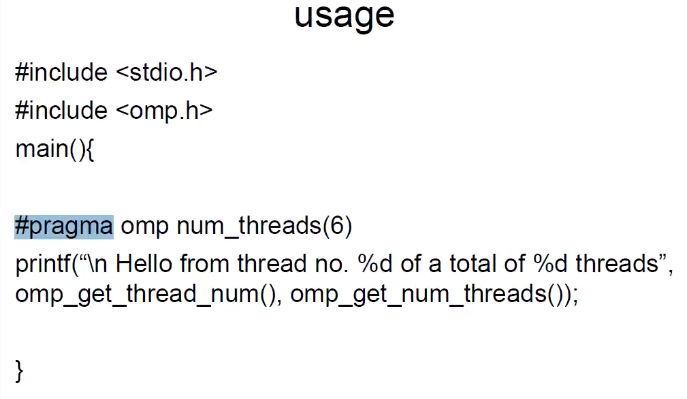 usage
#include <stdio.h>
#include <omp.h>
main(){
#pragma omp num_threads(6)
printf(“\n Hello from thread no. %d of a total of %d threads”,
omp_get_thread_num(), omp_get_num_threads());
}